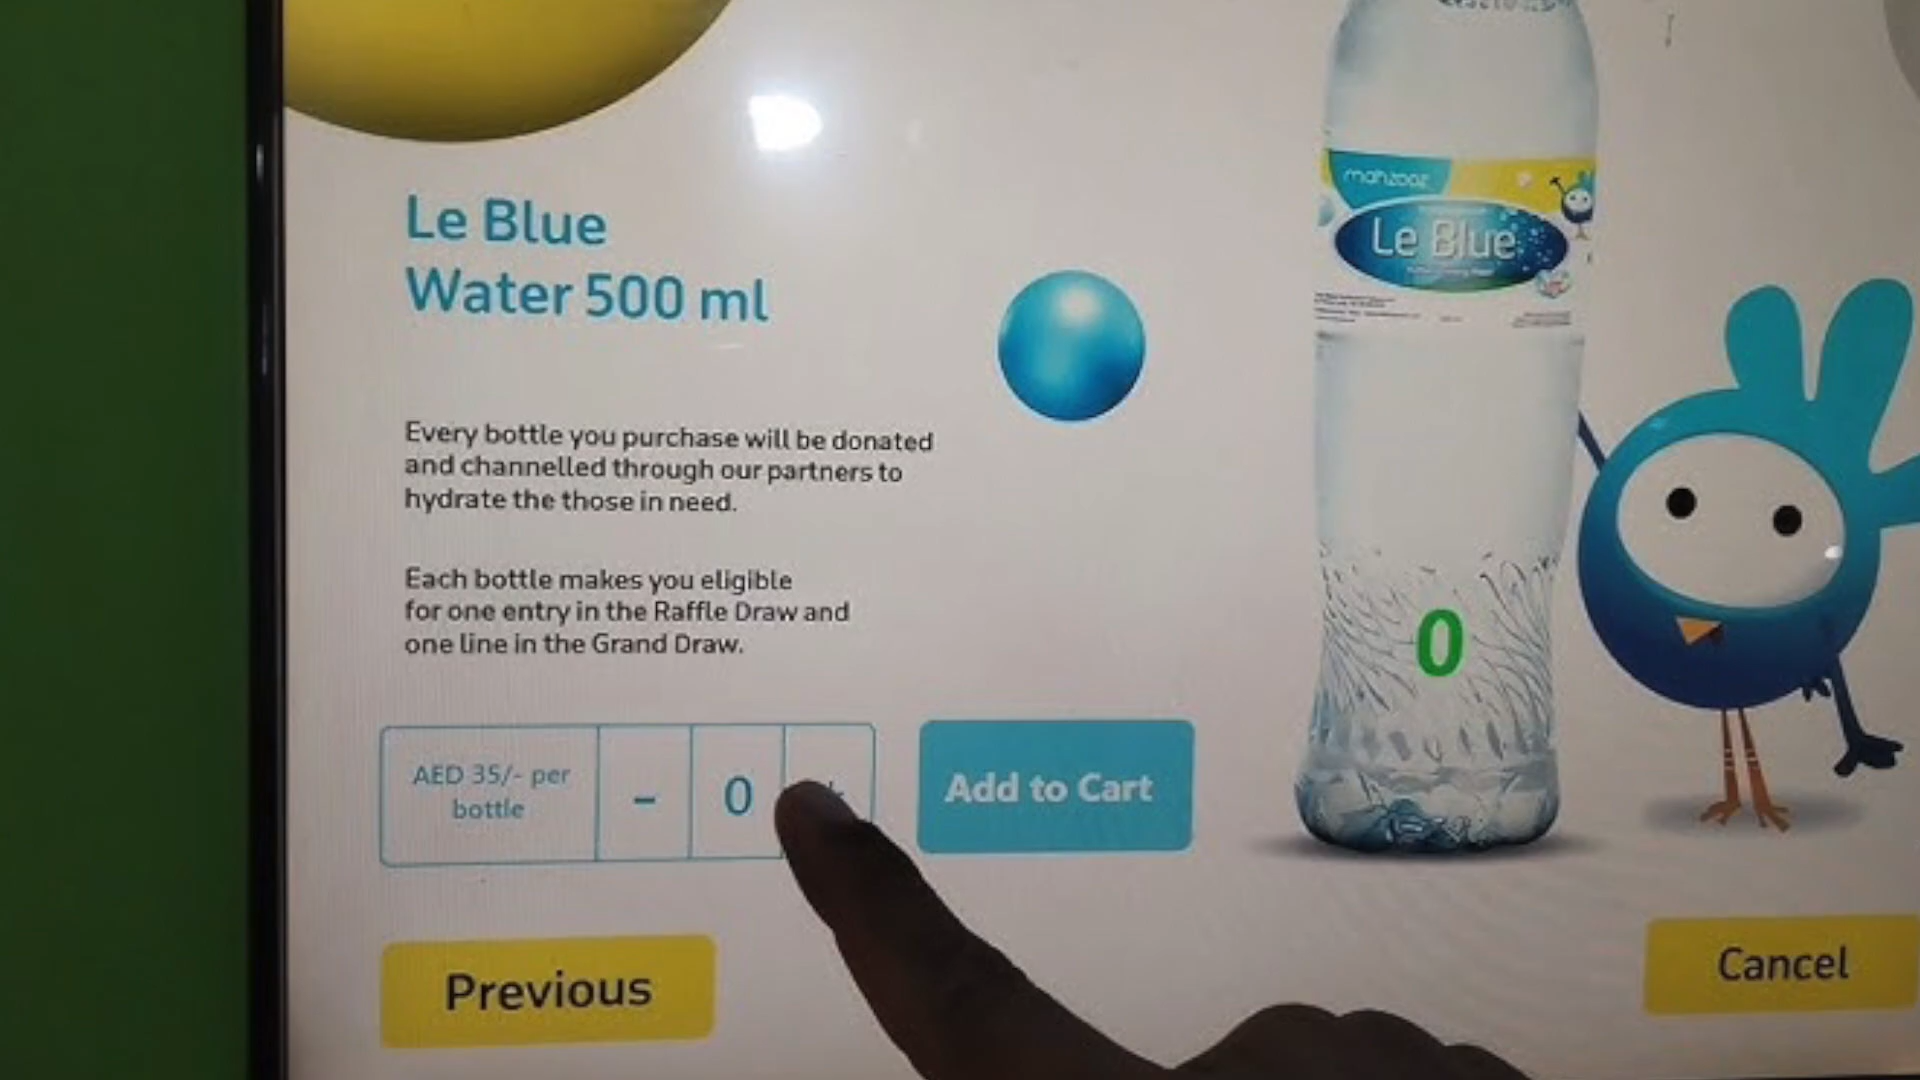 Le Blue
Water 500 ml
Every bottle you purchase will be donated
and channelled through our partners to
hydrate the those in need.
Each bottle makes you eligible
for one entry in the Raffle Draw and
one line in the Grand Draw.
AED 35/- per
bottle
-
0
+
Add to Cart
Previous
Cancel
mahzooz
Le Blue
0